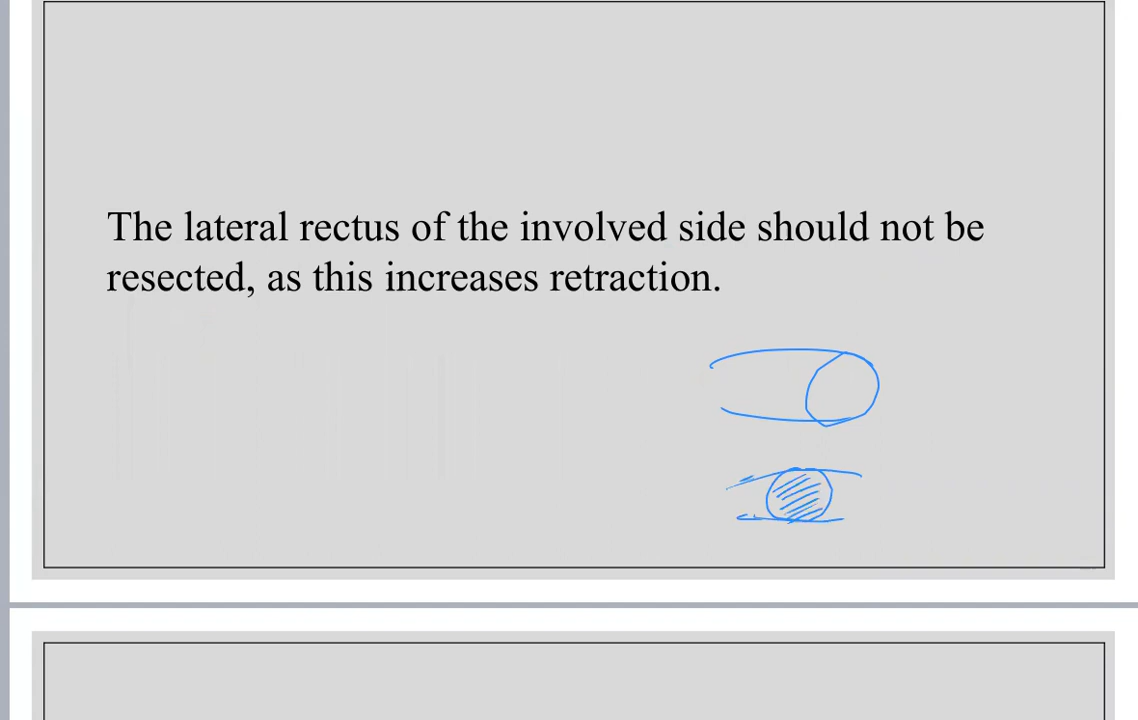 The lateral rectus of the involved side should not be
resected, as this increases retraction.